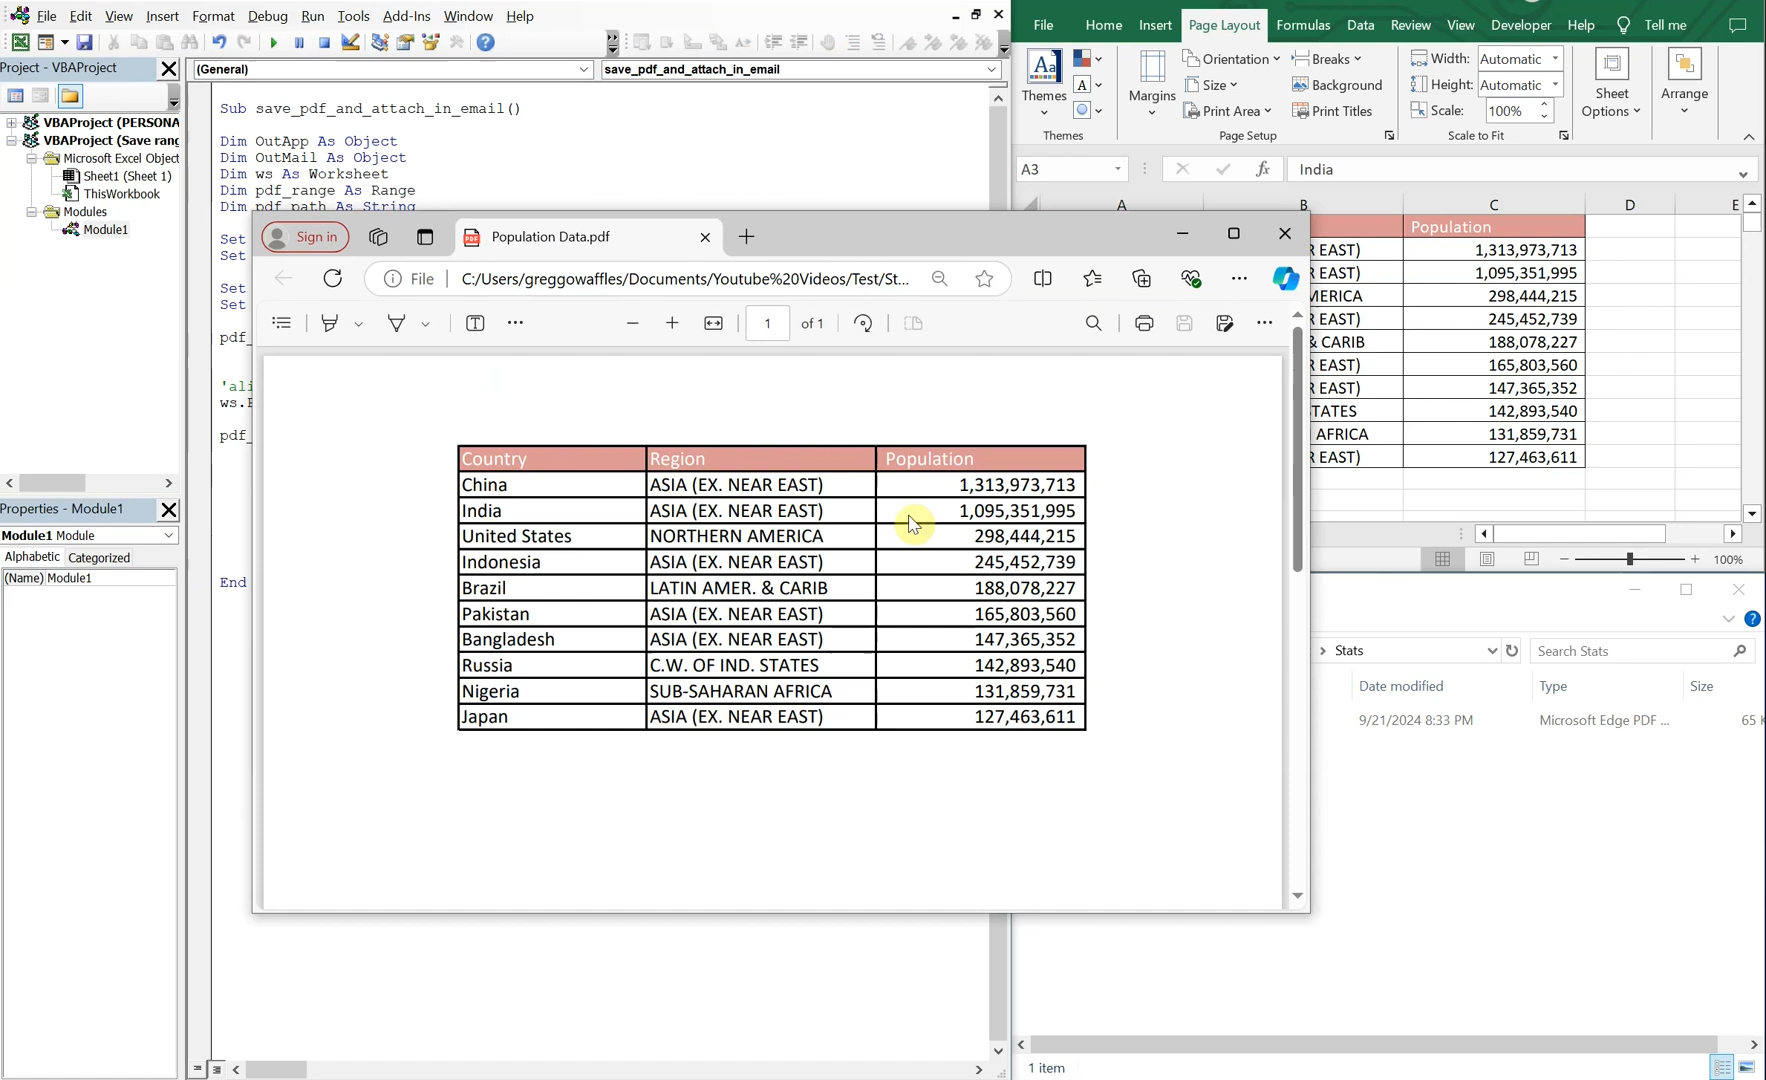 File Edit View Insert Format Debug Run Tools Add-Ins Window Help
Project - VBAProject
VBAProject (PERSONA
VBAProject (Save rang
Microsoft Excel Object
Sheet1 (Sheet 1)
ThisWorkbook
Modules
Module1
Properties - Module1
Module1 Module
Alphabetic Categorized
(Name) Module1
(General)
save_pdf_and_attach_in_email
Sub save_pdf_and_attach_in_email()
Dim OutApp As Object
Dim OutMail As Object
Dim ws As Worksheet
Dim pdf_range As Range
Dim pdf_path As String
Set
Set
Set
Set
pdf_
'ali
ws.
pdf_
End
Sign in
Population Data.pdf
File
C:/Users/greggowaffles/Documents/Youtube%20Videos/Test/St...
1 of 1
Country Region Population
China ASIA (EX. NEAR EAST) 1,313,973,713
India ASIA (EX. NEAR EAST) 1,095,351,995
United States NORTHERN AMERICA 298,444,215
Indonesia ASIA (EX. NEAR EAST) 245,452,739
Brazil LATIN AMER. & CARIB 188,078,227
Pakistan ASIA (EX. NEAR EAST) 165,803,560
Bangladesh ASIA (EX. NEAR EAST) 147,365,352
Russia C.W. OF IND. STATES 142,893,540
Nigeria SUB-SAHARAN AFRICA 131,859,731
Japan ASIA (EX. NEAR EAST) 127,463,611
File Home Insert Page Layout Formulas Data Review View Developer Help Tell me
Themes
Margins
Orientation
Size
Print Area
Breaks
Background
Print Titles
Width: Automatic
Height: Automatic
Scale: 100%
Sheet
Options
Arrange
Themes Page Setup Scale to Fit
A3 fx India
A B C D E
Population
R EAST) 1,313,973,713
R EAST) 1,095,351,995
MERICA 298,444,215
R EAST) 245,452,739
& CARIB 188,078,227
R EAST) 165,803,560
R EAST) 147,365,352
TATES 142,893,540
AFRICA 131,859,731
R EAST) 127,463,611
100%
Stats
Search Stats
Date modified Type Size
9/21/2024 8:33 PM Microsoft Edge PDF ... 65 K
1 item